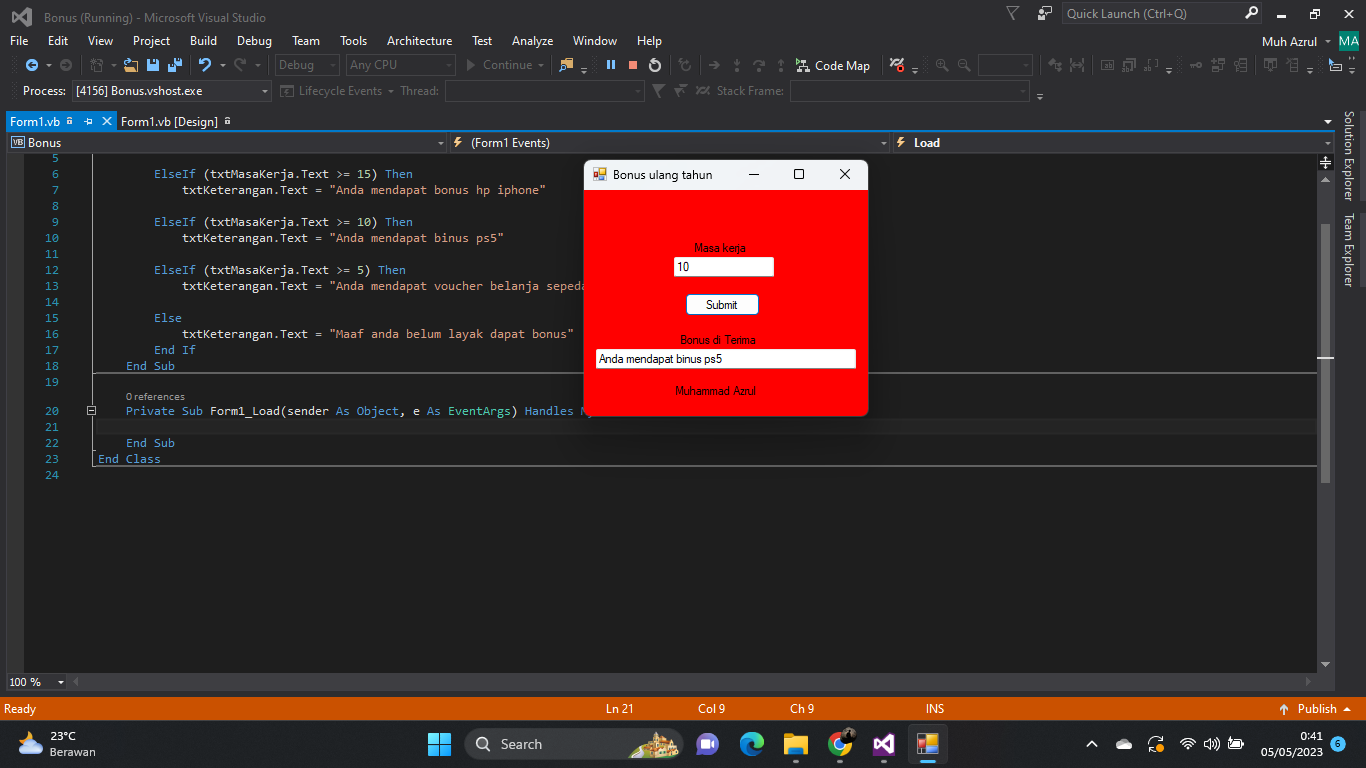 Bonus (Running) - Microsoft Visual Studio
Quick Launch (Ctrl+Q)
File Edit View Project Build Debug Team Tools Architecture Test Analyze Window Help
Muh Azrul MA
Debug Any CPU Continue Code Map
Process: [4156] Bonus.vshost.exe Lifecycle Events Thread: Stack Frame:
Form1.vb Form1.vb [Design]
VB Bonus (Form1 Events) Load
5
6 ElseIf (txtMasaKerja.Text >= 15) Then
7 txtKeterangan.Text = "Anda mendapat bonus hp iphone"
8
9 ElseIf (txtMasaKerja.Text >= 10) Then
10 txtKeterangan.Text = "Anda mendapat binus ps5"
11
12 ElseIf (txtMasaKerja.Text >= 5) Then
13 txtKeterangan.Text = "Anda mendapat voucher belanja sepeda
14
15 Else
16 txtKeterangan.Text = "Maaf anda belum layak dapat bonus"
17 End If
18 End Sub
19
0 references
20 Private Sub Form1_Load(sender As Object, e As EventArgs) Handles
21
22 End Sub
23 End Class
24
Bonus ulang tahun
Masa kerja
10
Submit
Bonus di Terima
Anda mendapat binus ps5
Muhammad Azrul
Solution Explorer
Team Explorer
100 %
Ready Ln 21 Col 9 Ch 9 INS Publish
23°C
Berawan
Search
0:41
05/05/2023
6